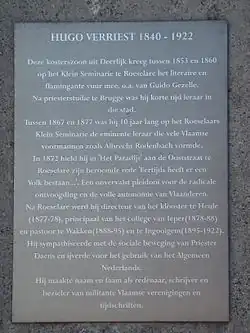 HUGO VERRIEST 1840 - 1922
Deze kosterszoon uit Deerlijk kreeg tussen 1853 en 1860
op het Klein Seminarie te Roeselare het literaire en
flamingante vuur mee, o.a. van Guido Gezelle.
Na priesterstudie te Brugge was hij korte tijd leraar in
die stad.
Tussen 1867 en 1877 was hij 10 jaar lang op het Roeselaars
Klein Seminarie de eminente leraar die vele Vlaamse
voormannen zoals Albrecht Rodenbach vormde.
In 1872 hield hij in 'Het Paradijs' aan de Ooststraat te
Roeselare zijn beroemde rede 'Eertijds heeft er een
Volk bestaan...'. Een onvervalst pleidooi voor de radicale
ontvoogding en de volle autonomie van Vlaanderen.
Na Roeselare werd hij directeur van het klooster te Heule
(1877-78), principaal van het college van Ieper (1878-88)
en pastoor te Wakken (1888-95) en te Ingooigem (1895-1922).
Hij sympathiseerde met de sociale beweging van Priester
Daens en ijverde voor het gebruik van het Algemeen
Nederlands.
Hij maakte naam en faam als redenaar, schrijver en
bezieler van militante Vlaamse verenigingen en
tijdschriften.